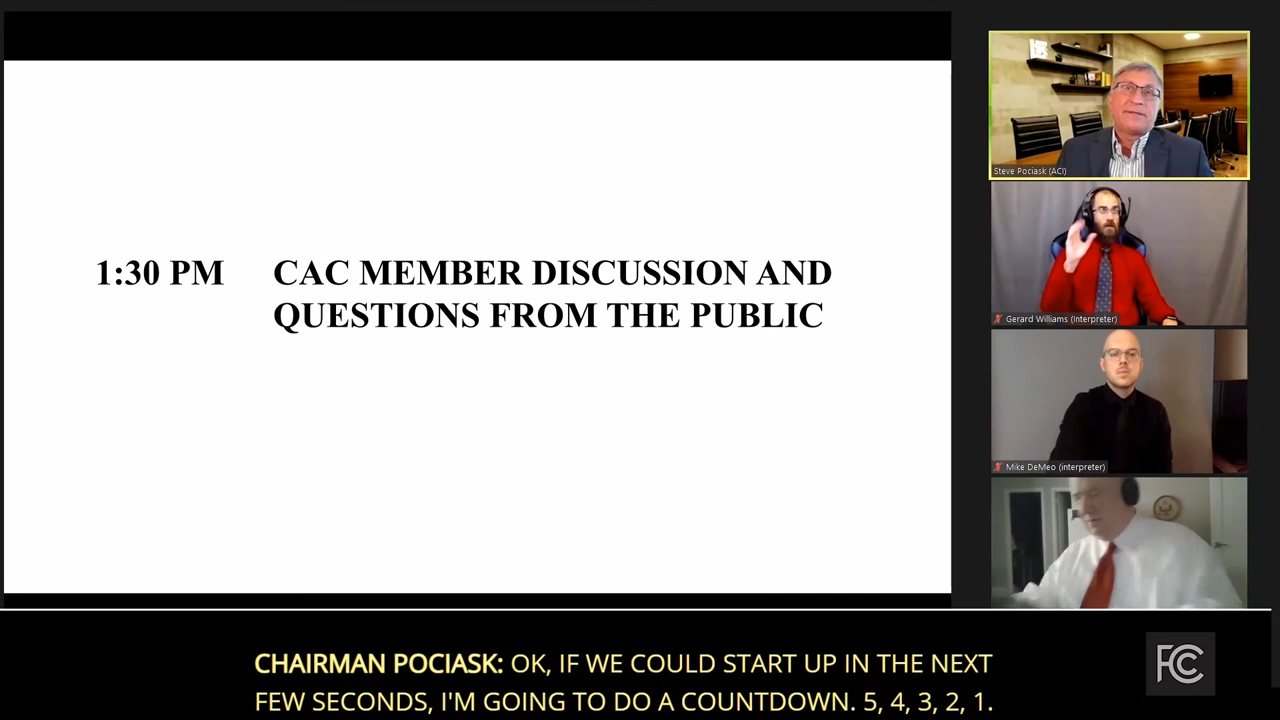 1:30 PM CAC MEMBER DISCUSSION AND
QUESTIONS FROM THE PUBLIC
Steve Pociask (ACI)
Gerard Williams (interpreter)
Mike DeMeo (interpreter)
CHAIRMAN POCIASK: OK, IF WE COULD START UP IN THE NEXT
FEW SECONDS, I'M GOING TO DO A COUNTDOWN. 5, 4, 3, 2, 1.
FCC